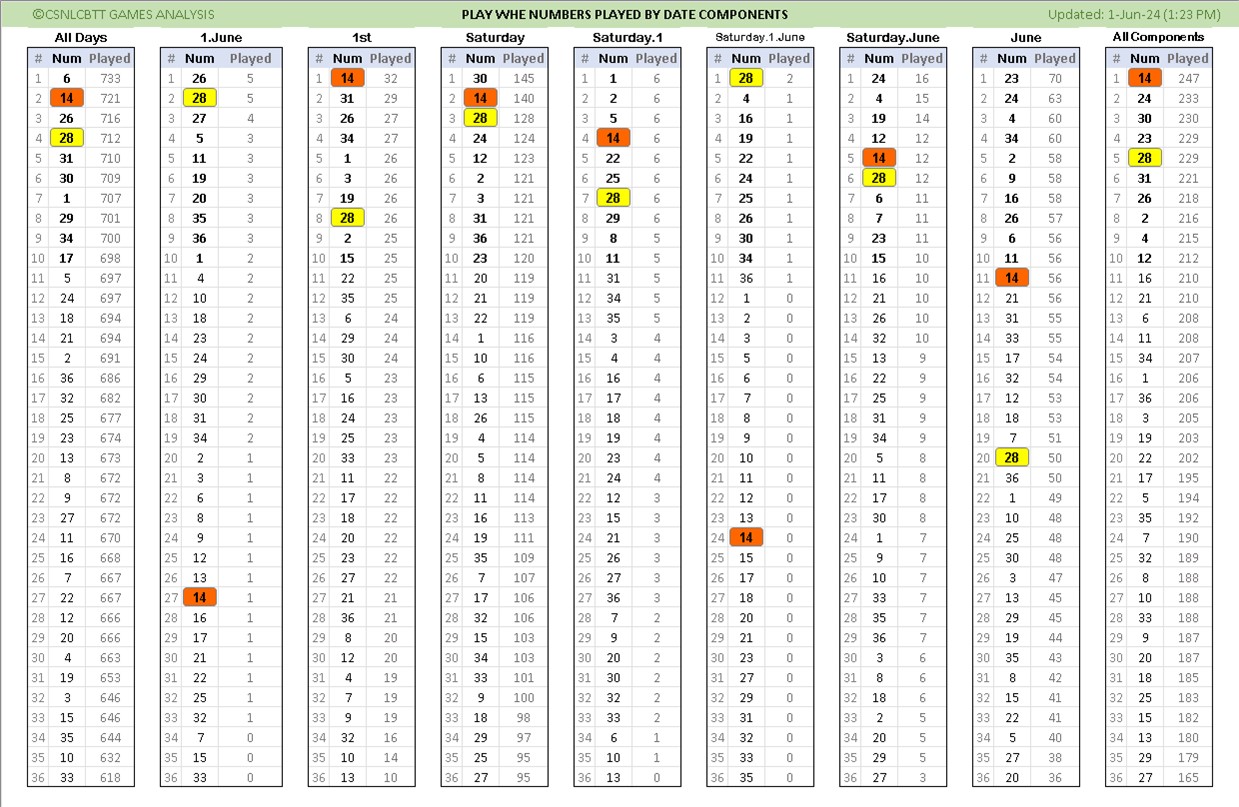 ©CSNLCBTT GAMES ANALYSIS PLAY WHE NUMBERS PLAYED BY DATE COMPONENTS Updated: 1-Jun-24 (1:23 PM)
All Days 1.June 1st Saturday Saturday.1 Saturday.1.June Saturday.June June All Components
# Num Played # Num Played # Num Played # Num Played # Num Played # Num Played # Num Played # Num Played # Num Played
1 6 733 1 26 5 1 14 32 1 30 145 1 1 6 1 28 2 1 24 16 1 23 70 1 14 247
2 14 721 2 28 5 2 31 29 2 14 140 2 2 6 2 4 1 2 4 15 2 24 63 2 24 233
3 26 716 3 27 4 3 26 27 3 28 128 3 5 6 3 16 1 3 19 14 3 4 60 3 30 230
4 28 712 4 5 3 4 34 27 4 24 124 4 14 6 4 19 1 4 12 12 4 34 60 4 23 229
5 31 710 5 11 3 5 1 26 5 12 123 5 22 6 5 22 1 5 14 12 5 2 58 5 28 229
6 30 709 6 19 3 6 3 26 6 2 121 6 25 6 6 24 1 6 28 12 6 9 58 6 31 221
7 1 707 7 20 3 7 19 26 7 3 121 7 28 6 7 25 1 7 6 11 7 16 58 7 26 218
8 29 701 8 35 3 8 28 26 8 31 121 8 29 6 8 26 1 8 7 11 8 26 57 8 2 216
9 34 700 9 36 3 9 2 25 9 36 121 9 8 5 9 30 1 9 23 11 9 6 56 9 4 215
10 17 698 10 1 2 10 15 25 10 23 120 10 11 5 10 34 1 10 15 10 10 11 56 10 12 212
11 5 697 11 4 2 11 22 25 11 20 119 11 31 5 11 36 1 11 16 10 11 14 56 11 16 210
12 24 697 12 10 2 12 35 25 12 21 119 12 34 5 12 1 0 12 21 10 12 21 56 12 21 210
13 18 694 13 18 2 13 6 24 13 22 119 13 35 5 13 2 0 13 26 10 13 31 55 13 6 208
14 21 694 14 23 2 14 29 24 14 1 116 14 3 4 14 3 0 14 32 10 14 33 55 14 11 208
15 2 691 15 24 2 15 30 24 15 10 116 15 4 4 15 5 0 15 13 9 15 17 54 15 34 207
16 36 686 16 29 2 16 5 23 16 6 115 16 16 4 16 6 0 16 22 9 16 32 54 16 1 206
17 32 682 17 30 2 17 16 23 17 13 115 17 17 4 17 7 0 17 25 9 17 12 53 17 36 206
18 25 677 18 31 2 18 24 23 18 26 115 18 18 4 18 8 0 18 31 9 18 18 53 18 3 205
19 23 674 19 34 2 19 25 23 19 4 114 19 19 4 19 9 0 19 34 9 19 7 51 19 19 203
20 13 673 20 2 1 20 33 23 20 5 114 20 23 4 20 10 0 20 5 8 20 28 50 20 22 202
21 8 672 21 3 1 21 11 22 21 8 114 21 24 4 21 11 0 21 11 8 21 36 50 21 17 195
22 9 672 22 6 1 22 17 22 22 11 114 22 12 3 22 12 0 22 17 8 22 1 49 22 5 194
23 27 672 23 8 1 23 18 22 23 16 113 23 15 3 23 13 0 23 30 8 23 10 48 23 35 192
24 11 670 24 9 1 24 20 22 24 19 111 24 21 3 24 14 0 24 1 7 24 25 48 24 7 190
25 16 668 25 12 1 25 23 22 25 35 109 25 26 3 25 15 0 25 9 7 25 30 48 25 32 189
26 7 667 26 13 1 26 27 22 26 7 107 26 27 3 26 17 0 26 10 7 26 3 47 26 8 188
27 22 667 27 14 1 27 21 21 27 17 106 27 36 3 27 18 0 27 33 7 27 13 45 27 10 188
28 12 666 28 16 1 28 36 21 28 32 106 28 7 2 28 20 0 28 35 7 28 29 45 28 33 188
29 20 666 29 17 1 29 8 20 29 15 103 29 9 2 29 21 0 29 36 7 29 19 44 29 9 187
30 4 663 30 21 1 30 12 20 30 34 103 30 20 2 30 23 0 30 3 6 30 35 43 30 20 187
31 19 653 31 22 1 31 4 19 31 33 101 31 30 2 31 27 0 31 8 6 31 8 42 31 18 185
32 3 646 32 25 1 32 7 19 32 9 100 32 32 2 32 29 0 32 18 6 32 15 41 32 25 183
33 15 646 33 32 1 33 9 19 33 18 98 33 33 2 33 31 0 33 2 5 33 22 41 33 15 182
34 35 644 34 7 0 34 32 16 34 29 97 34 6 1 34 32 0 34 20 5 34 5 40 34 13 180
35 10 632 35 15 0 35 10 14 35 25 95 35 10 1 35 33 0 35 29 5 35 27 38 35 29 179
36 33 618 36 33 0 36 13 10 36 27 95 36 13 0 36 35 0 36 27 3 36 20 36 36 27 165